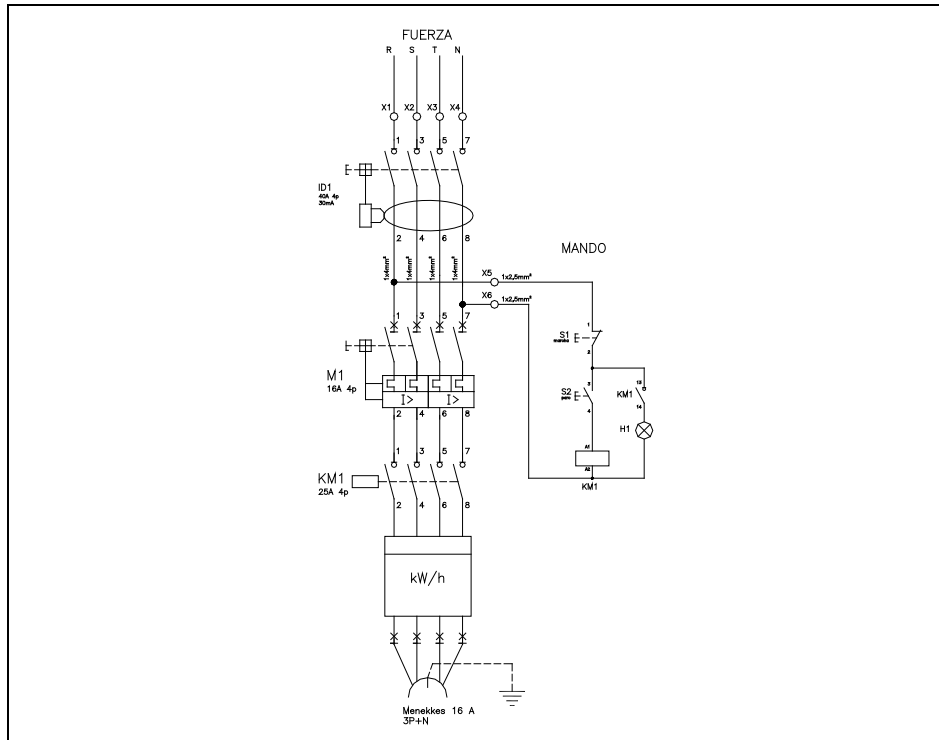 FUERZA
R S T N
X1 X2 X3 X4
1 3 5 7
ID1
40A 4p
30mA
2 4 6 8
MANDO
1x4mm² 1x4mm² 1x4mm² 1x4mm²
X5 1x2,5mm²
X6 1x2,5mm²
1 3 5 7
1
S1
marcha
2
M1
16A 4p
I> I>
2 4 6 8
3
S2
paro
4
13
KM1
14
H1
A1
A2
KM1
1 3 5 7
KM1
25A 4p
2 4 6 8
kW/h
Menekkes 16 A
3P+N